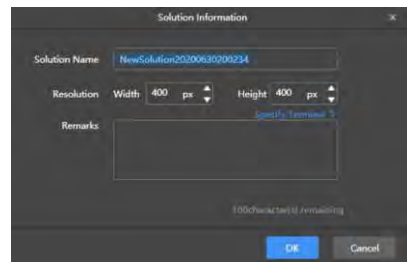 Solution Information ×
Solution Name NewSolution20200630200234
Resolution Width 400 px Height 400 px
Specify Terminal
Remarks
100character(s) remaining
OK Cancel